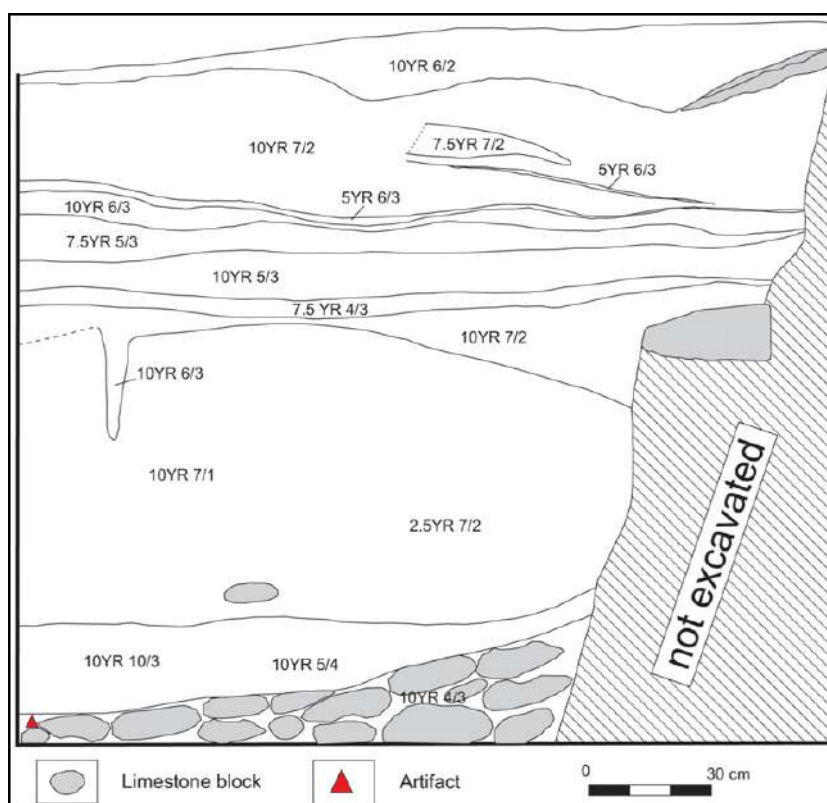 10YR 6/2
10YR 7/2
7.5YR 7/2
5YR 6/3
10YR 6/3
5YR 6/3
7.5YR 5/3
10YR 5/3
7.5 YR 4/3
10YR 7/2
10YR 6/3
10YR 7/1
2.5YR 7/2
not excavated
10YR 10/3
10YR 5/4
10YR 4/3
Limestone block
Artifact
0
30 cm